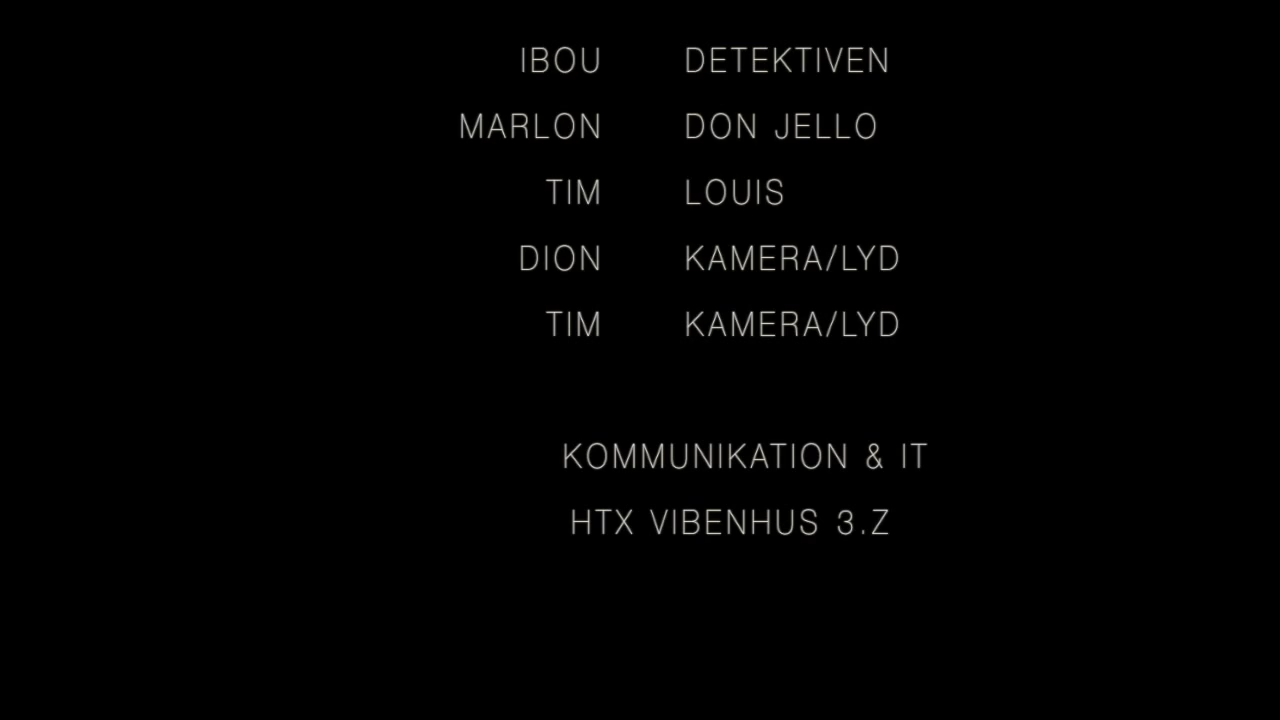 IBOU DETEKTIVEN
MARLON DON JELLO
TIM LOUIS
DION KAMERA/LYD
TIM KAMERA/LYD
KOMMUNIKATION & IT
HTX VIBENHUS 3.Z